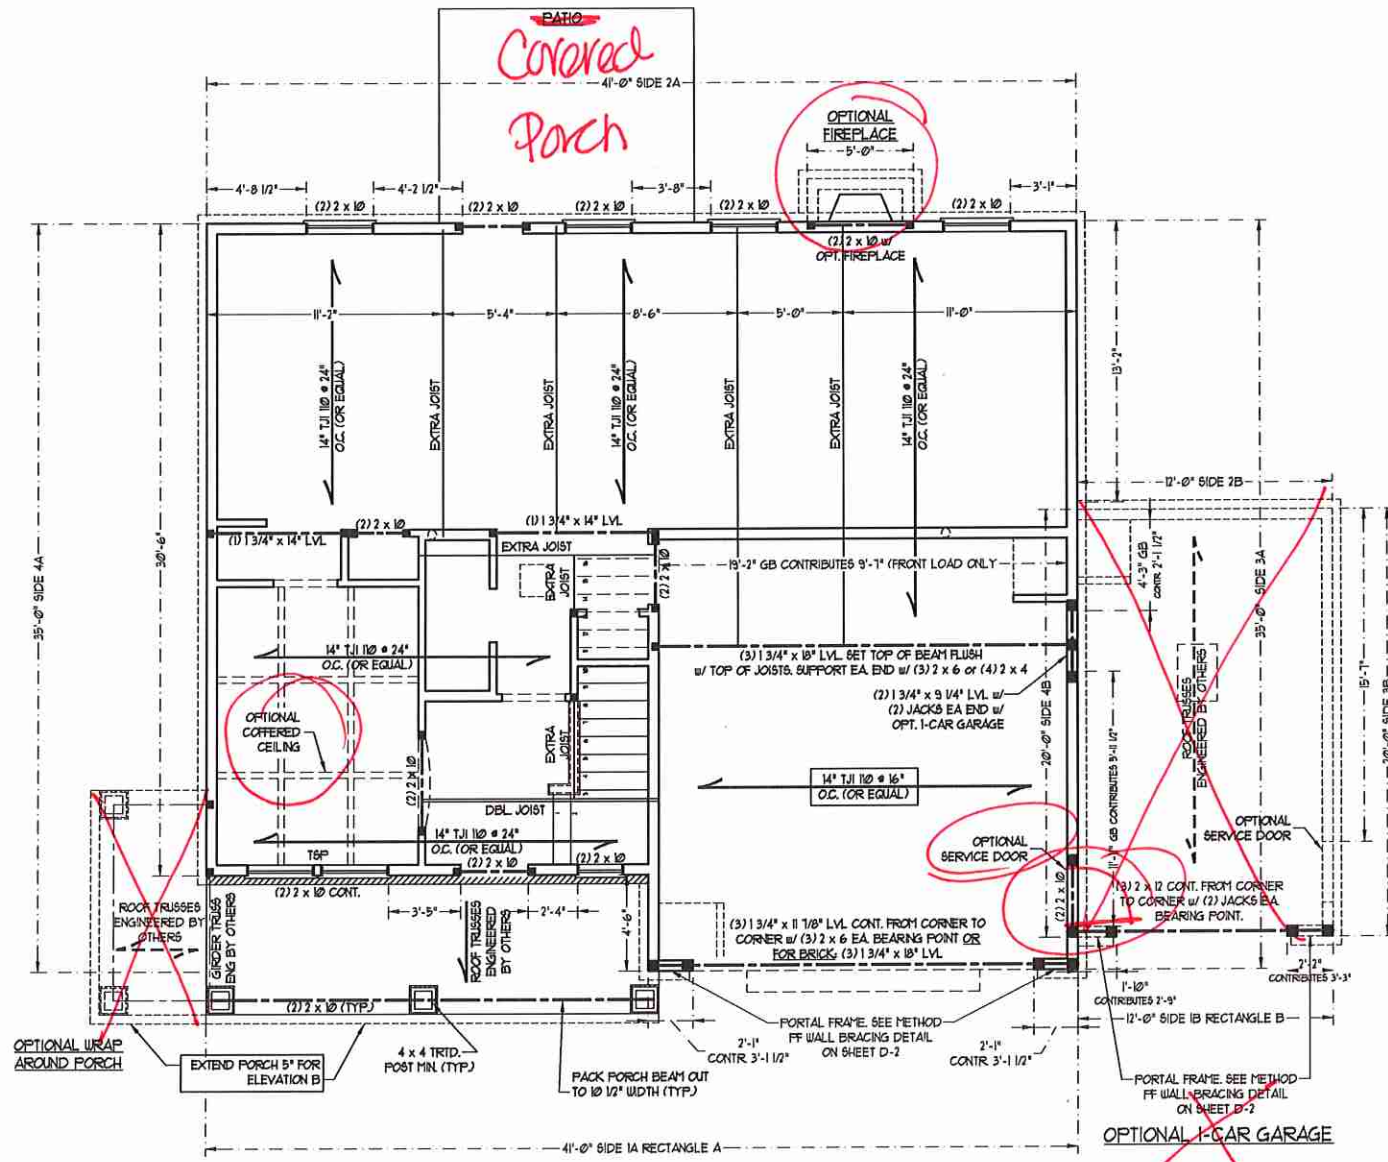 PATIO
Covered
Porch
41'-0" SIDE 2A
OPTIONAL
FIREPLACE
5'-0"
4'-8 1/2"
4'-2 1/2"
3'-8"
3'-1"
(2) 2 x 10
(2) 2 x 10
(2) 2 x 10
(2) 2 x 10
(2) 2 x 10
(2) 2 x 10 w/
OPT. FIREPLACE
11'-2"
5'-4"
8'-6"
5'-0"
11'-0"
14" TJI 110 @ 24"
O.C. (OR EQUAL)
EXTRA JOIST
EXTRA JOIST
14" TJI 110 @ 24"
O.C. (OR EQUAL)
EXTRA JOIST
EXTRA JOIST
14" TJI 110 @ 24"
O.C. (OR EQUAL)
13'-2"
35'-0" SIDE 4A
30'-6"
12'-0" SIDE 2B
(1) 1 3/4" x 14" LVL
(2) 2 x 10
(1) 1 3/4" x 14" LVL
EXTRA JOIST
EXTRA
JOIST
(2) 2 x 10
19'-2" GB CONTRIBUTES 9'-7" (FRONT LOAD ONLY
4'-3" GB
CONTR. 2'-1 1/2"
35'-0" SIDE 3A
14" TJI 110 @ 24"
O.C. (OR EQUAL)
(3) 1 3/4" x 18" LVL. SET TOP OF BEAM FLUSH
w/ TOP OF JOISTS. SUPPORT EA. END w/ (3) 2 x 6 or (4) 2 x 4
(2) 1 3/4" x 9 1/4" LVL w/
(2) JACKS EA END w/
OPT. 1-CAR GARAGE
20'-0" SIDE 4B
ROOF TRUSSES
ENGINEERED BY OTHERS
15'-7"
20'-0" SIDE 3B
OPTIONAL
COFFERED
CEILING
EXTRA
JOIST
(2) 2 x 10
14" TJI 110 @ 16"
O.C. (OR EQUAL)
DBL. JOIST
14" TJI 110 @ 24"
O.C. (OR EQUAL)
OPTIONAL
SERVICE DOOR
OPTIONAL
SERVICE DOOR
TSP
(2) 2 x 10
(2) 2 x 10
(2) 2 x 10 CONT.
(2) 2 x 10
(3) 2 x 12 CONT. FROM CORNER
TO CORNER w/ (2) JACKS EA.
BEARING POINT.
ROOF TRUSSES
ENGINEERED BY
OTHERS
GIRDER TRUSS
ENG BY OTHERS
3'-5"
ROOF TRUSSES
ENGINEERED
BY OTHERS
2'-4"
4'-6"
(3) 1 3/4" x 11 7/8" LVL CONT. FROM CORNER TO
CORNER w/ (3) 2 x 6 EA. BEARING POINT OR
FOR BRICK: (3) 1 3/4" x 18" LVL
2'-2"
CONTRIBUTES 3'-3"
1'-10"
CONTRIBUTES 2'-9"
12'-0" SIDE 1B RECTANGLE B
(2) 2 x 10 (TYP.)
OPTIONAL WRAP
AROUND PORCH
EXTEND PORCH 5" FOR
ELEVATION B
4 x 4 TRTD.
POST MIN. (TYP.)
PACK PORCH BEAM OUT
TO 10 1/2" WIDTH (TYP.)
2'-1"
CONTR. 3'-1 1/2"
PORTAL FRAME. SEE METHOD
PF WALL BRACING DETAIL
ON SHEET D-2
2'-1"
CONTR. 3'-1 1/2"
PORTAL FRAME. SEE METHOD
PF WALL BRACING DETAIL
ON SHEET D-2
OPTIONAL 1-CAR GARAGE
41'-0" SIDE 1A RECTANGLE A